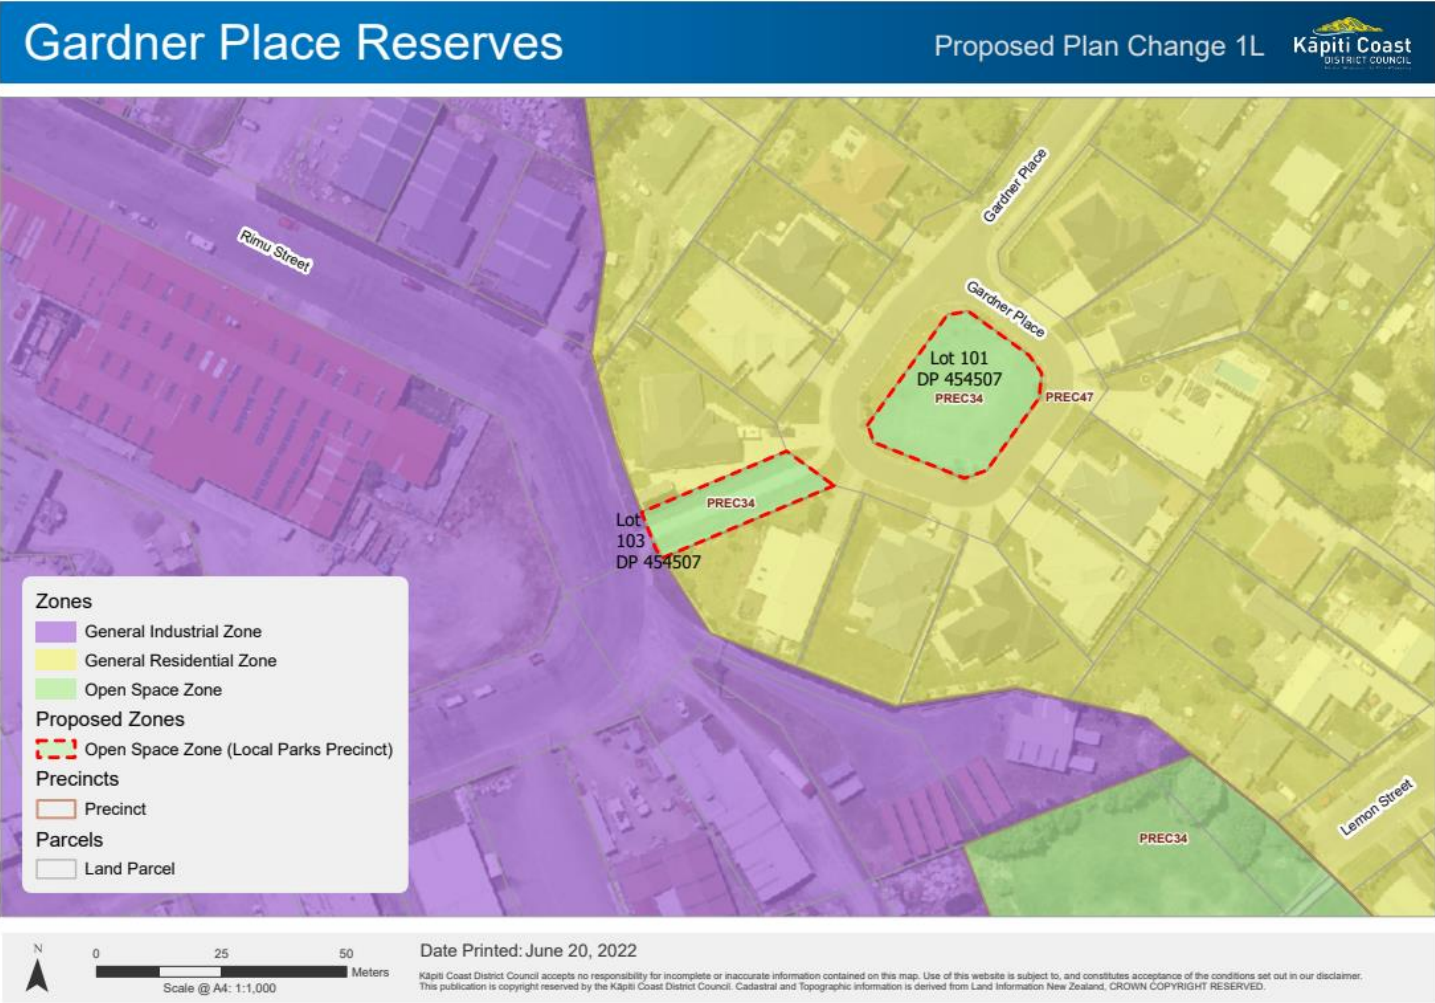 Gardner Place Reserves
Proposed Plan Change 1L
Kāpiti Coast
DISTRICT COUNCIL
Gardner Place
Rimu Street
Gardner Place
Lot 101
DP 454507
PREC34
PREC47
PREC34
Lot
103
DP 454507
Zones
General Industrial Zone
General Residential Zone
Open Space Zone
Proposed Zones
Open Space Zone (Local Parks Precinct)
Precincts
Precinct
Parcels
Land Parcel
Lemon Street
PREC34
N
0 25 50
Meters
Scale @ A4: 1:1,000
Date Printed: June 20, 2022
Kāpiti Coast District Council accepts no responsibility for incomplete or inaccurate information contained on this map. Use of this website is subject to, and constitutes acceptance of the conditions set out in our disclaimer.
This publication is copyright reserved by the Kāpiti Coast District Council. Cadastral and Topographic information is derived from Land Information New Zealand, CROWN COPYRIGHT RESERVED.